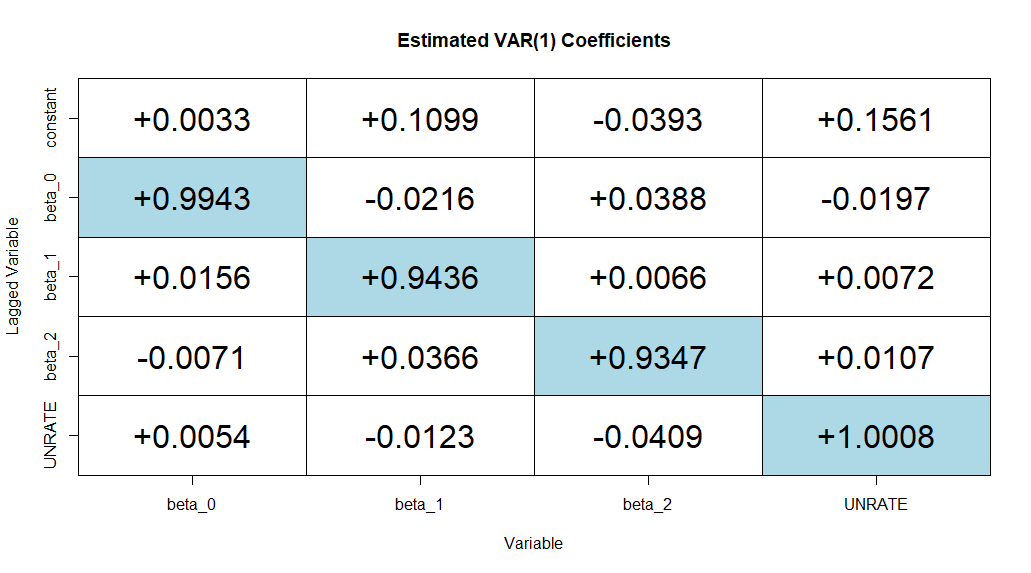 Estimated VAR(1) Coefficients
Lagged Variable
constant +0.0033 +0.1099 -0.0393 +0.1561
beta_0 +0.9943 -0.0216 +0.0388 -0.0197
beta_1 +0.0156 +0.9436 +0.0066 +0.0072
beta_2 -0.0071 +0.0366 +0.9347 +0.0107
UNRATE +0.0054 -0.0123 -0.0409 +1.0008
beta_0 beta_1 beta_2 UNRATE
Variable